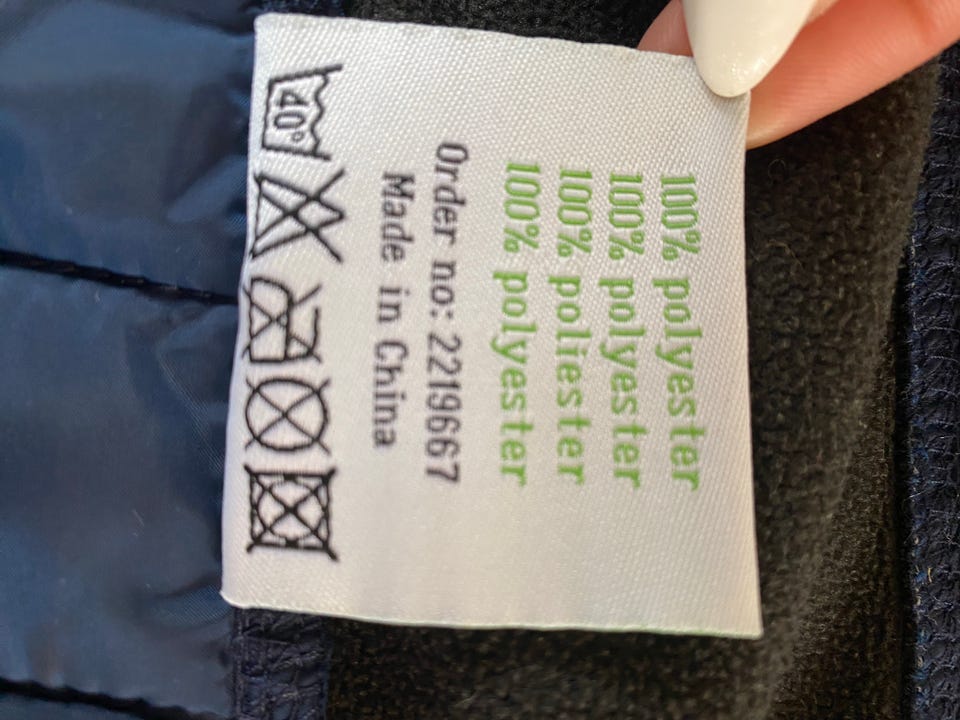 100% polyester
100% polyester
100% poliester
100% polyester
Order no: 2219667
Made in China
40°